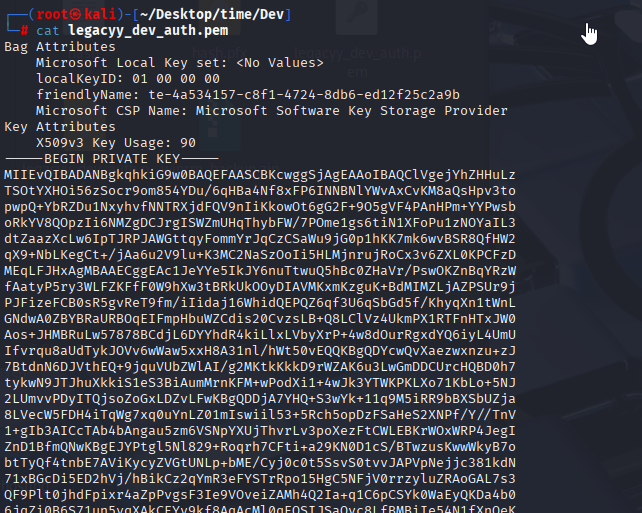 ┌──(root㉿kali)-[~/Desktop/time/Dev]
└─# cat legacyy_dev_auth.pem
Bag Attributes
    Microsoft Local Key set: <No Values>
    localKeyID: 01 00 00 00
    friendlyName: te-4a534157-c8f1-4724-8db6-ed12f25c2a9b
    Microsoft CSP Name: Microsoft Software Key Storage Provider
Key Attributes
    X509v3 Key Usage: 90
-----BEGIN PRIVATE KEY-----
MIIEvQIBADANBgkqhkiG9w0BAQEFAASCBKcwggSjAgEAAoIBAQClVgejYhZHHuLz
TSOtYXHOi56zSocr9om854YDu/6qHBa4Nf8xFP6INNBNlYWvAxCvKM8aQsHpv3to
pwpQ+YbRZDu1NxyhvfNNTRXjdFQV9nIiKkowOt6gG2F+9O5gVF4PAnHPm+YYPwsb
oRkYV8QOpzIi6NMZgDCJrgISWZmUHqThybFW/7POme1gs6tiN1XFoPu1zNOYaIL3
dtZaazXcLw6IpTJRPJAWGttqyFommYrJqCzCSaWu9jG0p1hKK7mk6wvBSR8QfHW2
qX9+NbLKegCt+/jAa6u2V9lu+K3MC2NaSzOoIi5HLMjnrujRoCx3v6ZXL0KPCFzD
MEqLFJHxAgMBAAECggEAc1JeYYe5IkJY6nuTtwuQ5hBc0ZHaVr/PswOKZnBqYRzW
fAatyP5ry3WLFZKFfF0W9hXw3tBRkUkOOyDIAVMKxmKzguK+BdMIMZLjAZPSUr9j
PJFizeFCB0sR5gvReT9fm/iIidaj16WhidQEPQZ6qf3U6qSbGd5f/KhyqXn1tWnL
GNdwA0ZBYBRaURBOqEIFmpHbuWZCdis20CvzsLB+Q8LClVz4UkmPX1RTFnHTxJW0
Aos+JHMBRuLw57878BCdjL6DYYhdR4kiLlxLVbyXrP+4w8dOurRgxdYQ6iyL4UmU
Ifvrqu8aUdTykJOVv6wWaw5xxH8A31nl/hWt50vEQQKBgQDYcwQvXaezwxnzu+zJ
7BtdnN6DJVthEQ+9jquVUbZWlAI/g2MKtkKkkD9rWZAK6u3LwGmDDCUrcHQBD0h7
tykwN9JTJhuXkkiS1eS3BiAumMrnKFM+wPodXi1+4wJk3YTWKPKLXo71KbLo+5NJ
2LUmvvPDyITQjsoZoGxLDZvLFwKBgQDDjA7YHQ+S3wYk+11q9M5iRR9bBXSbUZja
8LVecW5FDH4iTqWg7xq0uYnLZ01mIswiil53+5Rch5opDzFSaHeS2XNPf/Y//TnV
1+gIb3AICcTAb4bAngau5zm6VSNpYXUjThvrLv3poXezFtCWLEBKrWOxWRP4JegI
ZnD1BfmQNwKBgEJYPtgl5Nl829+Roqrh7CFti+a29KN0D1cS/BTwzusKwwWkyB7o
btTyQf4tnbE7AViKycyZVGtUNLp+bME/Cyj0c0t5SsvS0tvvJAPVpNejjc381kdN
71xBGcDi5ED2hVj/hBikCz2qYmR3eFYSTrRpo15HgC5NFjV0rrzyluZRAoGAL7s3
QF9Plt0jhdFpixr4aZpPvgsF3Ie9VOveiZAMh4Q2Ia+q1C6pCSYk0WaEyQKDa4b0